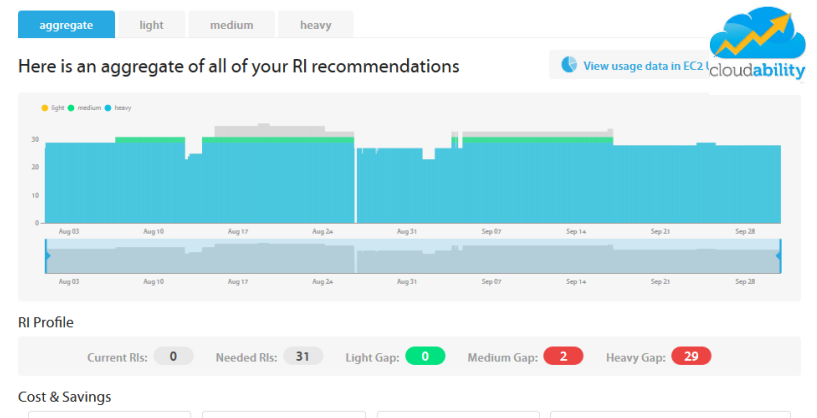 aggregate light medium heavy
cloudability
Here is an aggregate of all of your RI recommendations
View usage data in EC2
light medium heavy
30
20
10
0
Aug 03 Aug 10 Aug 17 Aug 24 Aug 31 Sep 07 Sep 14 Sep 21 Sep 28
Aug 03 Aug 10 Aug 17 Aug 24 Aug 31 Sep 07 Sep 14 Sep 21 Sep 28
RI Profile
Current RIs: 0 Needed RIs: 31 Light Gap: 0 Medium Gap: 2 Heavy Gap: 29
Cost & Savings